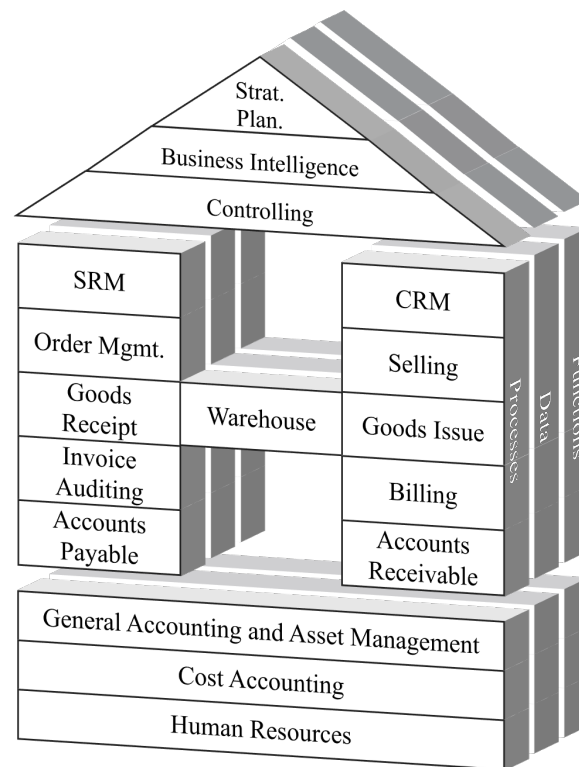 Strat.
Plan.
Business Intelligence
Controlling
SRM
Order Mgmt.
Goods
Receipt
Invoice
Auditing
Accounts
Payable
Warehouse
CRM
Selling
Goods Issue
Billing
Accounts
Receivable
Processes
Data
Functions
General Accounting and Asset Management
Cost Accounting
Human Resources